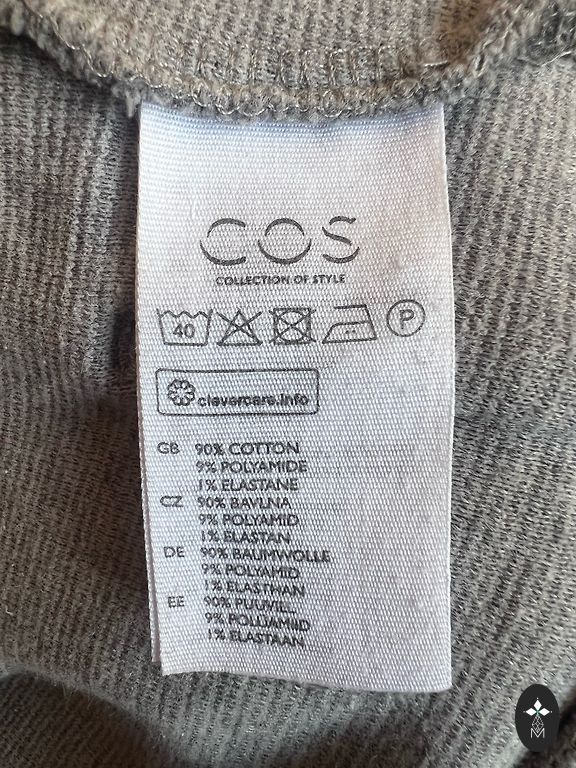 COS
COLLECTION OF STYLE
40 P
clevercare.info
GB 90% COTTON
9% POLYAMIDE
1% ELASTANE
CZ 90% BAVLNA
9% POLYAMID
1% ELASTAN
DE 90% BAUMWOLLE
9% POLYAMID
1% ELASTHAN
EE 90% PUUVILL
9% POLÜAMIID
1% ELASTAAN
M